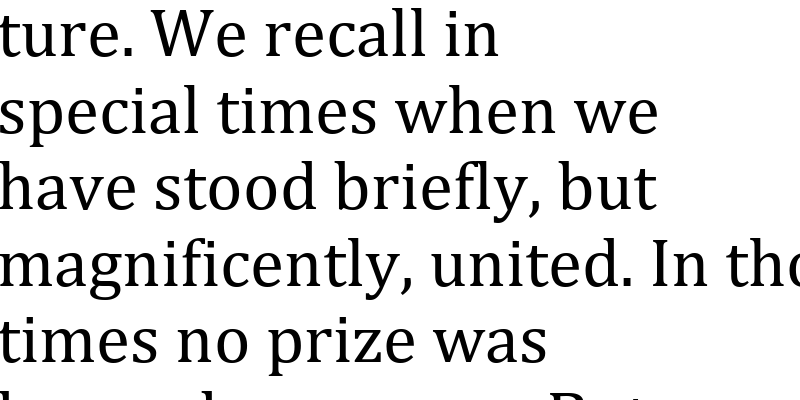 ture. We recall in
special times when we
have stood briefly, but
magnificently, united. In tho
times no prize was